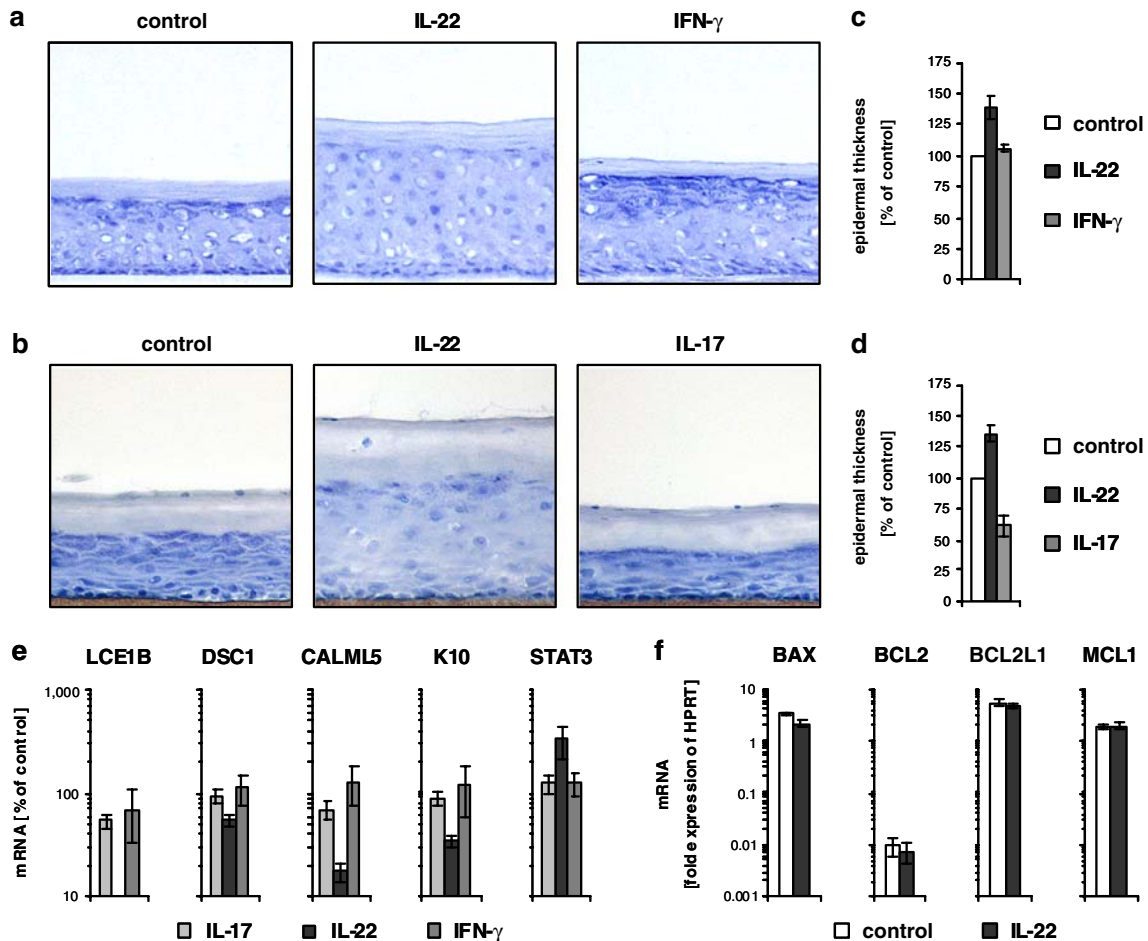 a
control
IL-22
IFN-γ
c
epidermal thickness
[% of control]
175
150
125
100
75
50
25
0
control
IL-22
IFN-γ
b
control
IL-22
IL-17
d
epidermal thickness
[% of control]
175
150
125
100
75
50
25
0
control
IL-22
IL-17
e
LCE1B
DSC1
CALML5
K10
STAT3
mRNA [% of control]
1,000
100
10
IL-17
IL-22
IFN-γ
f
BAX
BCL2
BCL2L1
MCL1
mRNA
[fold expression of HPRT]
10
1
0.1
0.01
0.001
control
IL-22